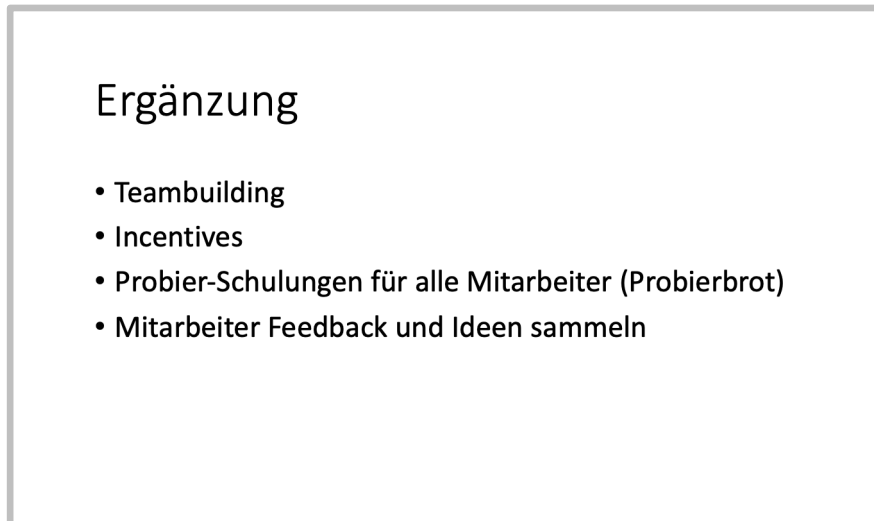 Ergänzung
• Teambuilding
• Incentives
• Probier-Schulungen für alle Mitarbeiter (Probierbrot)
• Mitarbeiter Feedback und Ideen sammeln